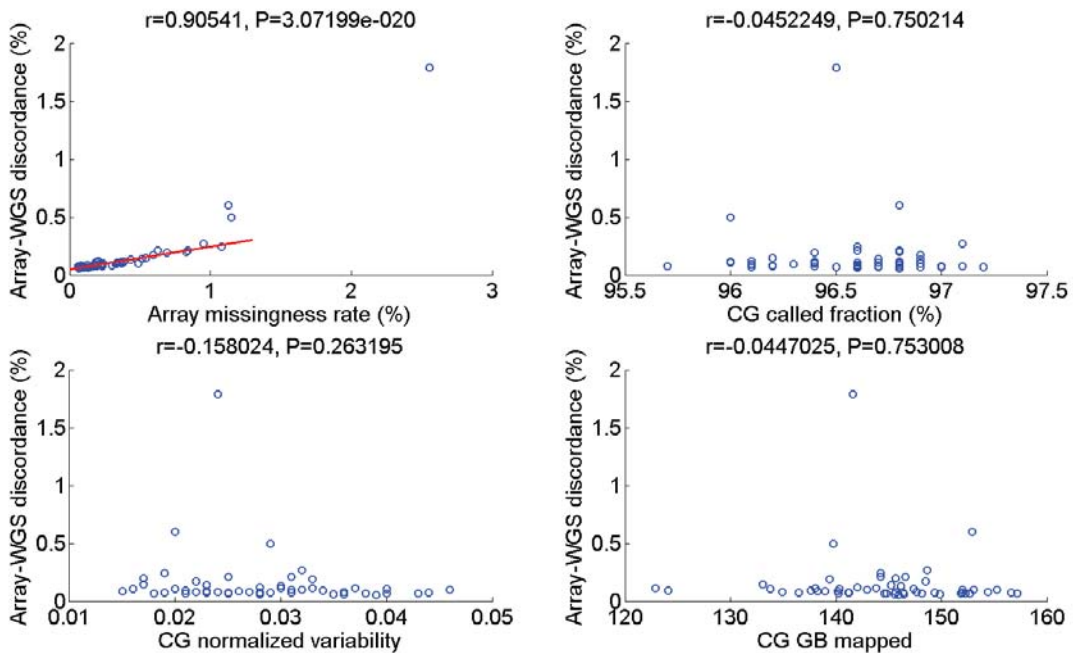 r=0.90541, P=3.07199e-020
Array-WGS discordance (%)
2
1.5
1
0.5
0
0 1 2 3
Array missingness rate (%)
r=-0.0452249, P=0.750214
Array-WGS discordance (%)
2
1.5
1
0.5
0
95.5 96 96.5 97 97.5
CG called fraction (%)
r=-0.158024, P=0.263195
Array-WGS discordance (%)
2
1.5
1
0.5
0
0.01 0.02 0.03 0.04 0.05
CG normalized variability
r=-0.0447025, P=0.753008
Array-WGS discordance (%)
2
1.5
1
0.5
0
120 130 140 150 160
CG GB mapped